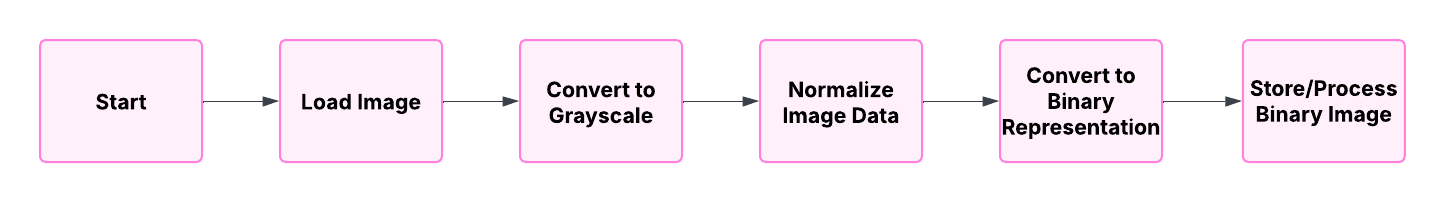 Start
Load Image
Convert to
Grayscale
Normalize
Image Data
Convert to
Binary
Representation
Store/Process
Binary Image